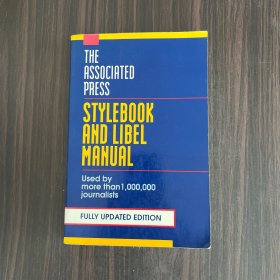 THE
ASSOCIATED
PRESS
STYLEBOOK
AND LIBEL
MANUAL
Used by
more than 1,000,000
journalists
FULLY UPDATED EDITION